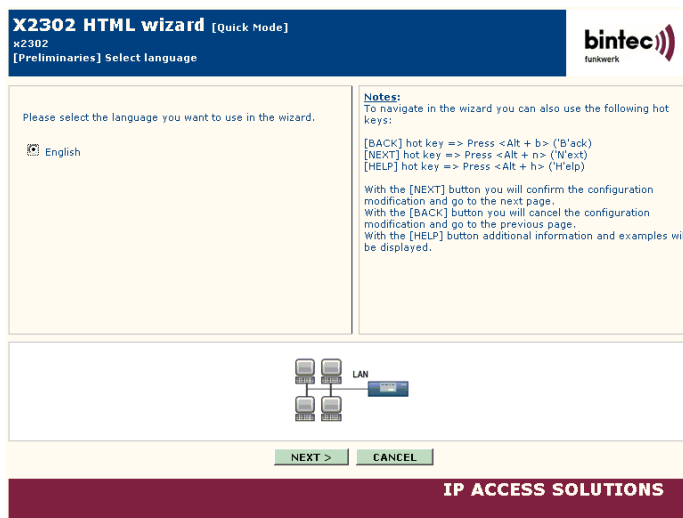 X2302 HTML wizard [Quick Mode]
x2302
[Preliminaries] Select language
bintec
funkwerk
Please select the language you want to use in the wizard.
English
Notes:
To navigate in the wizard you can also use the following hot
keys:
[BACK] hot key => Press <Alt + b> ('B'ack)
[NEXT] hot key => Press <Alt + n> ('N'ext)
[HELP] hot key => Press <Alt + h> ('H'elp)
With the [NEXT] button you will confirm the configuration
modification and go to the next page.
With the [BACK] button you will cancel the configuration
modification and go to the previous page.
With the [HELP] button additional information and examples wi
be displayed.
LAN
NEXT >
CANCEL
IP ACCESS SOLUTIONS